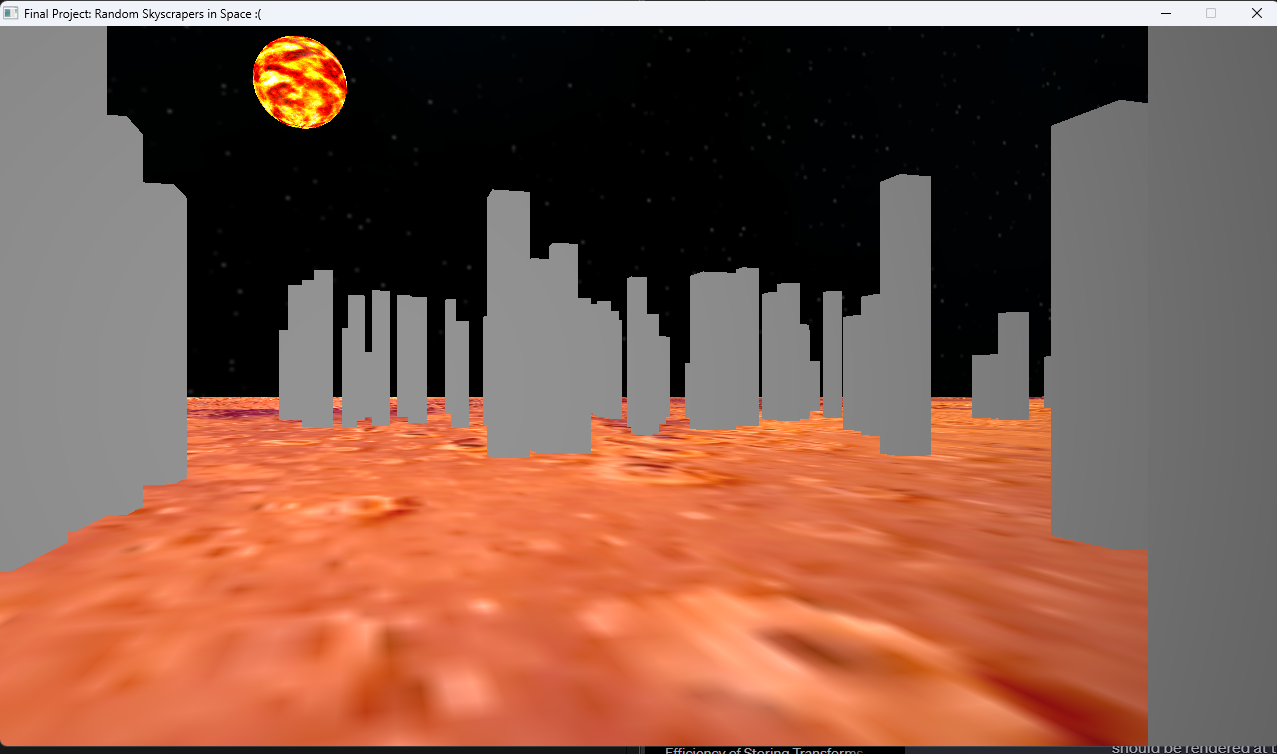 Final Project: Random Skyscrapers in Space :(
Efficiency of Storing Transforms
should be rendered at t